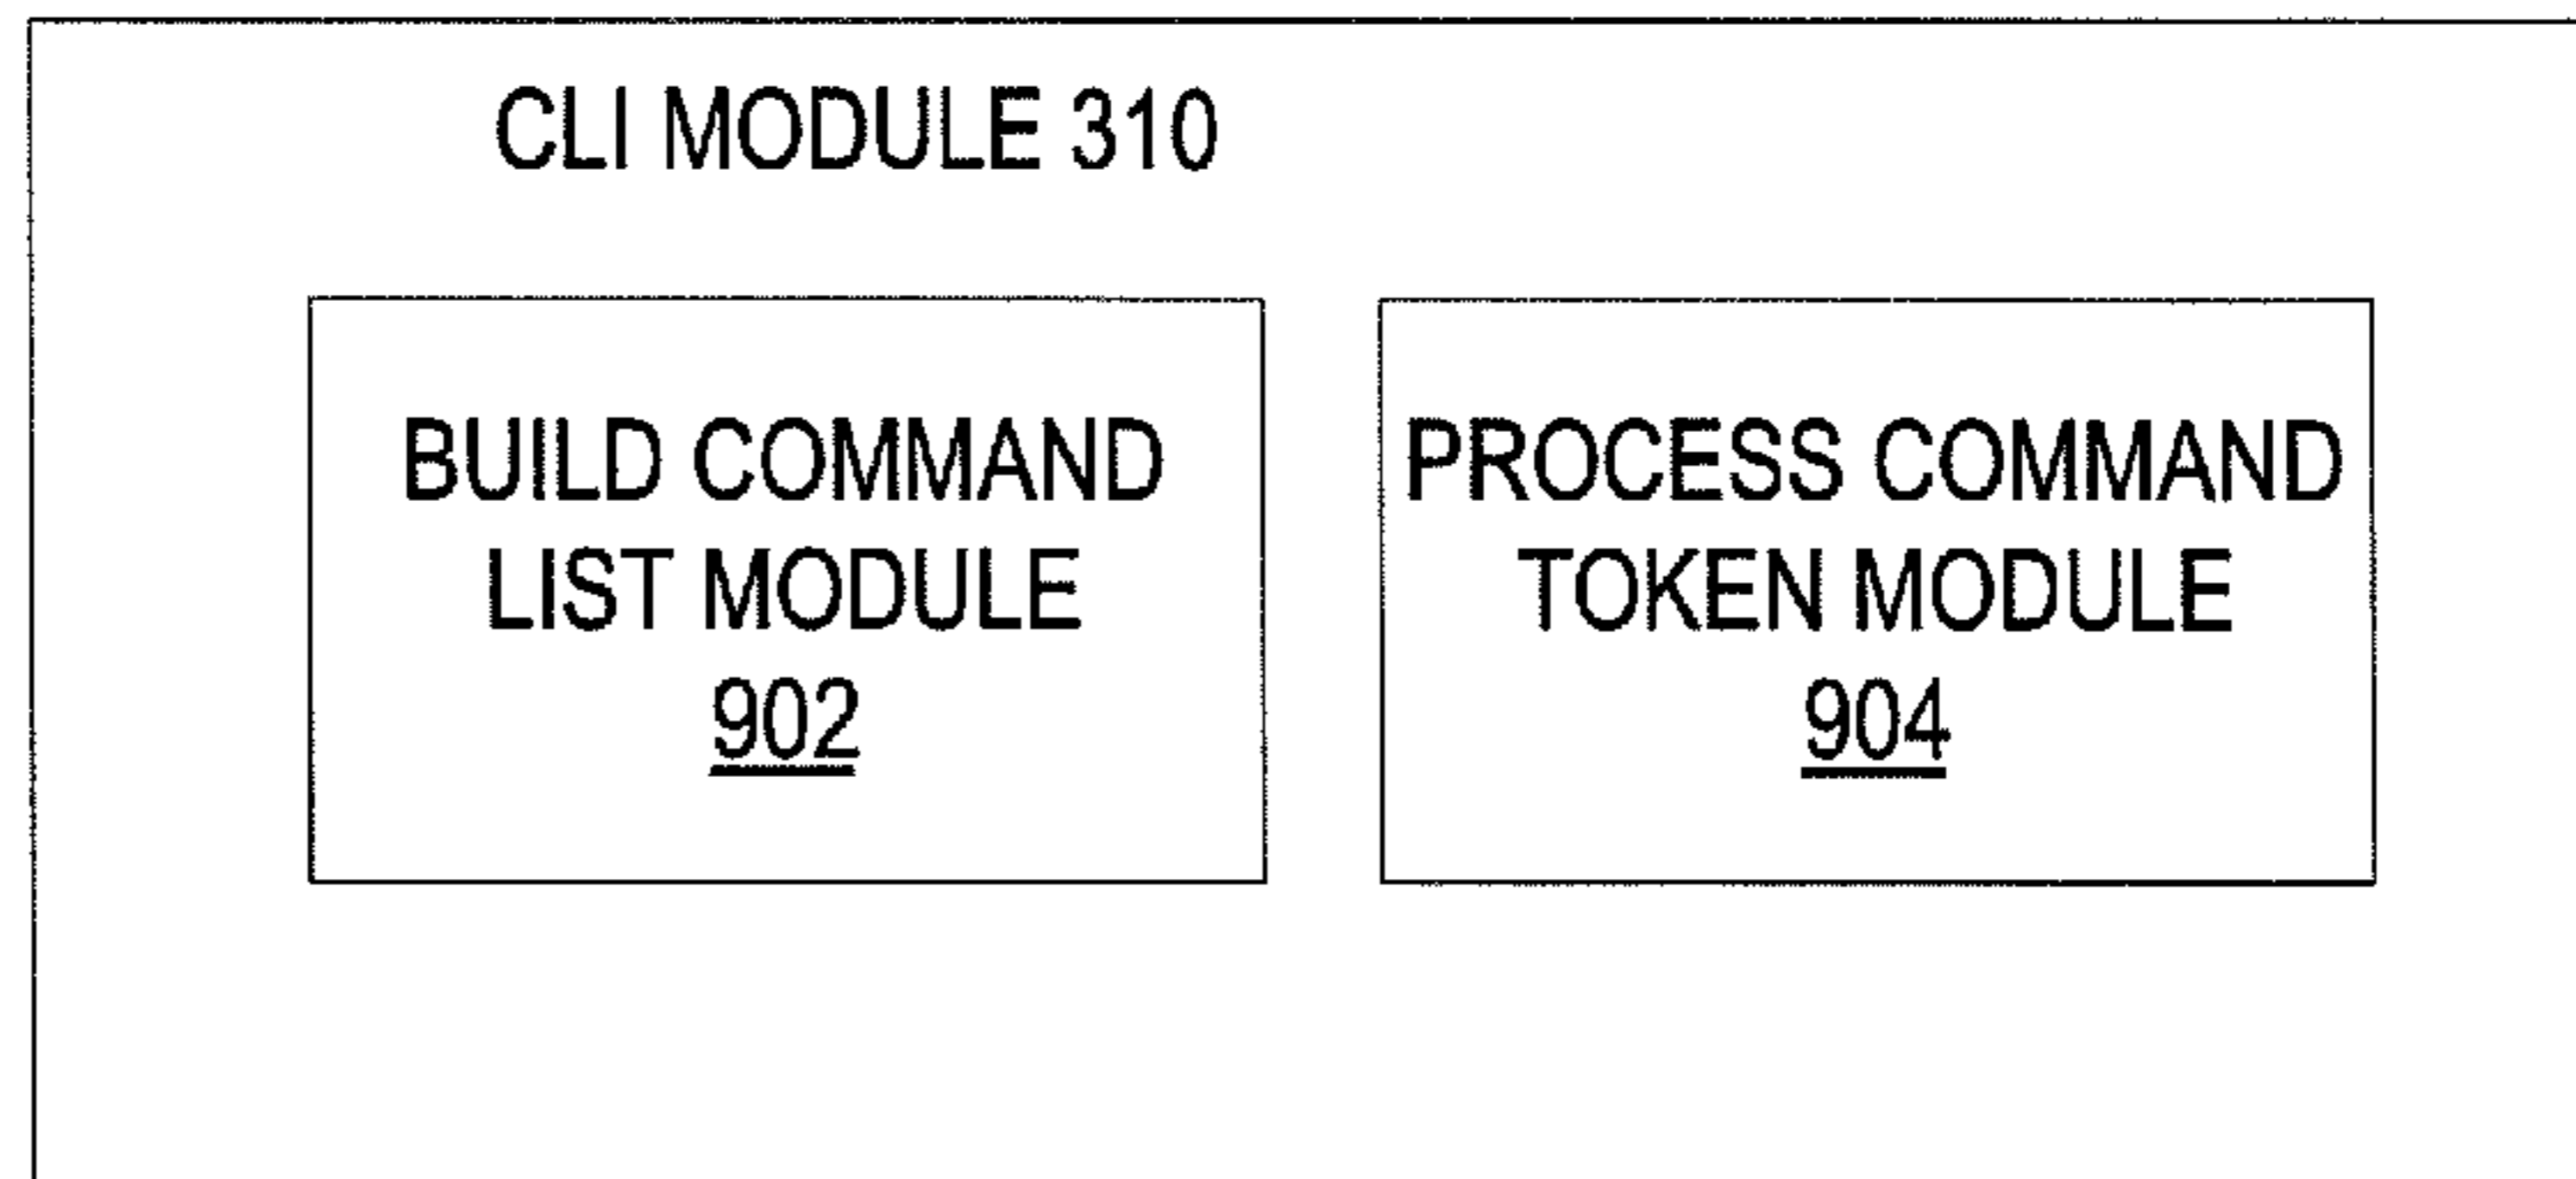 CLI MODULE 310
BUILD COMMAND
LIST MODULE
902
PROCESS COMMAND
TOKEN MODULE
904